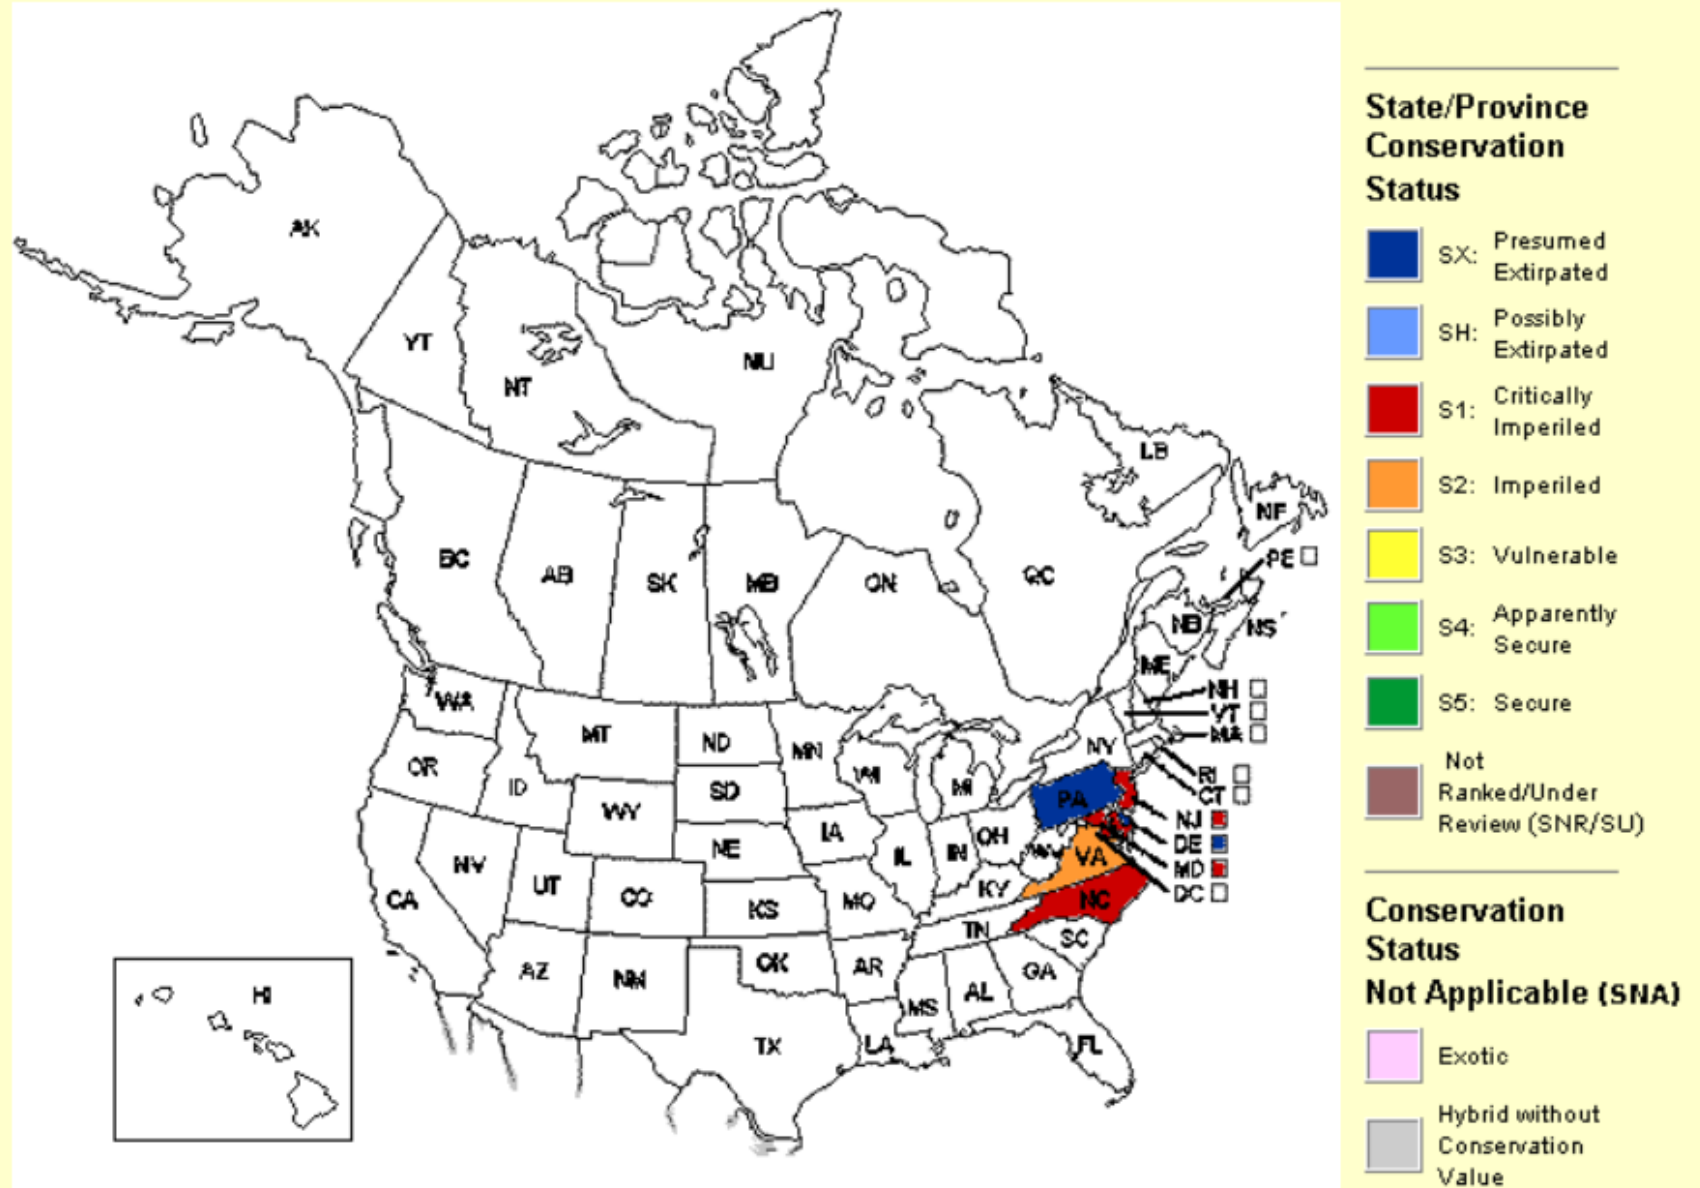 AK
YT
NT
NU
LB
NF
PE
BC
AB
SK
MB
ON
QC
NB
NS
ME
NH
VT
MA
WA
MT
ND
MN
NY
OR
ID
WI
MI
RI
CT
SD
WY
PA
NJ
IA
OH
DE
NE
IL
IN
WV
VA
MD
NV
UT
CO
KY
DC
CA
KS
MO
NC
TN
SC
AZ
NM
OK
AR
GA
MS
AL
HI
TX
LA
FL
State/Province
Conservation
Status
SX: Presumed
Extirpated
SH: Possibly
Extirpated
S1: Critically
Imperiled
S2: Imperiled
S3: Vulnerable
S4: Apparently
Secure
S5: Secure
Not
Ranked/Under
Review (SNR/SU)
Conservation
Status
Not Applicable (SNA)
Exotic
Hybrid without
Conservation
Value